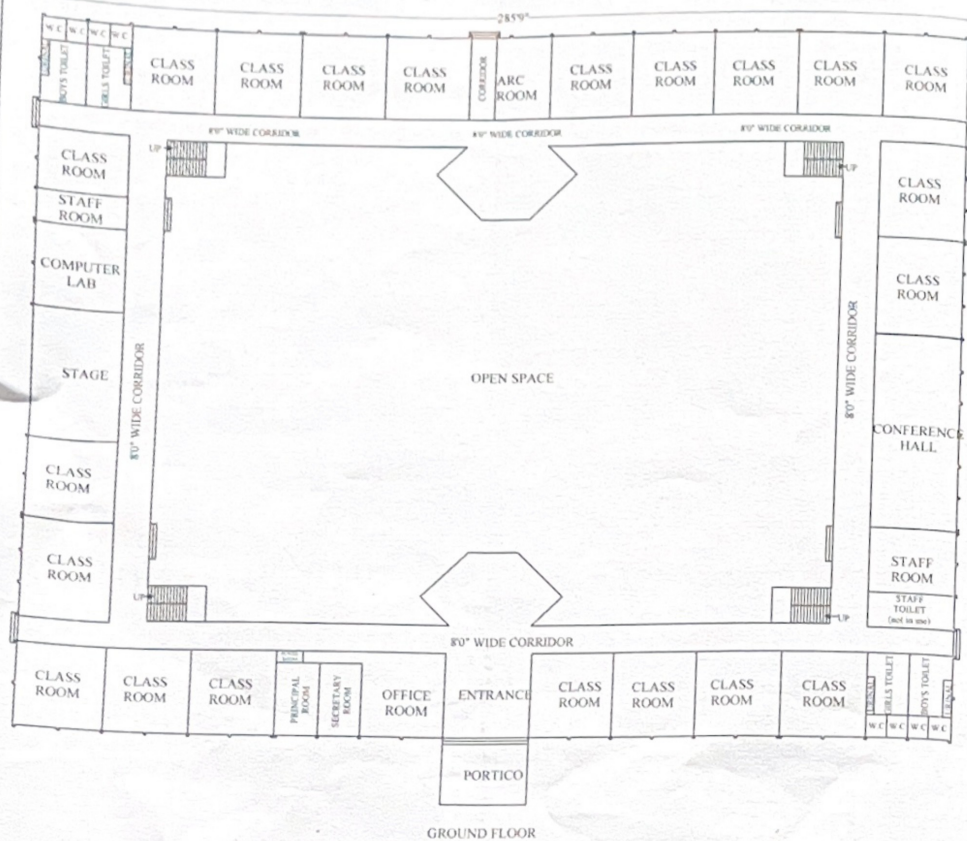 285'9"
W C W C W C W C
URINAL
BOYS TOILET
GIRLS TOILET
URINAL
CLASS
ROOM
CLASS
ROOM
CLASS
ROOM
CLASS
ROOM
CORRIDOR
ARC
ROOM
CLASS
ROOM
CLASS
ROOM
CLASS
ROOM
CLASS
ROOM
CLASS
ROOM
8'0" WIDE CORRIDOR
8'0" WIDE CORRIDOR
8'0" WIDE CORRIDOR
UP
UP
CLASS
ROOM
STAFF
ROOM
COMPUTER
LAB
STAGE
CLASS
ROOM
CLASS
ROOM
8'0" WIDE CORRIDOR
OPEN SPACE
8'0" WIDE CORRIDOR
CLASS
ROOM
CLASS
ROOM
CONFERENCE
HALL
STAFF
ROOM
STAFF
TOILET
(not in use)
UP
UP
8'0" WIDE CORRIDOR
CLASS
ROOM
CLASS
ROOM
CLASS
ROOM
PRINCIPAL
ROOM
SECRETARY
ROOM
OFFICE
ROOM
ENTRANCE
CLASS
ROOM
CLASS
ROOM
CLASS
ROOM
CLASS
ROOM
URINAL
GIRLS TOILET
BOYS TOILET
URINAL
W C W C W C W C
PORTICO
GROUND FLOOR